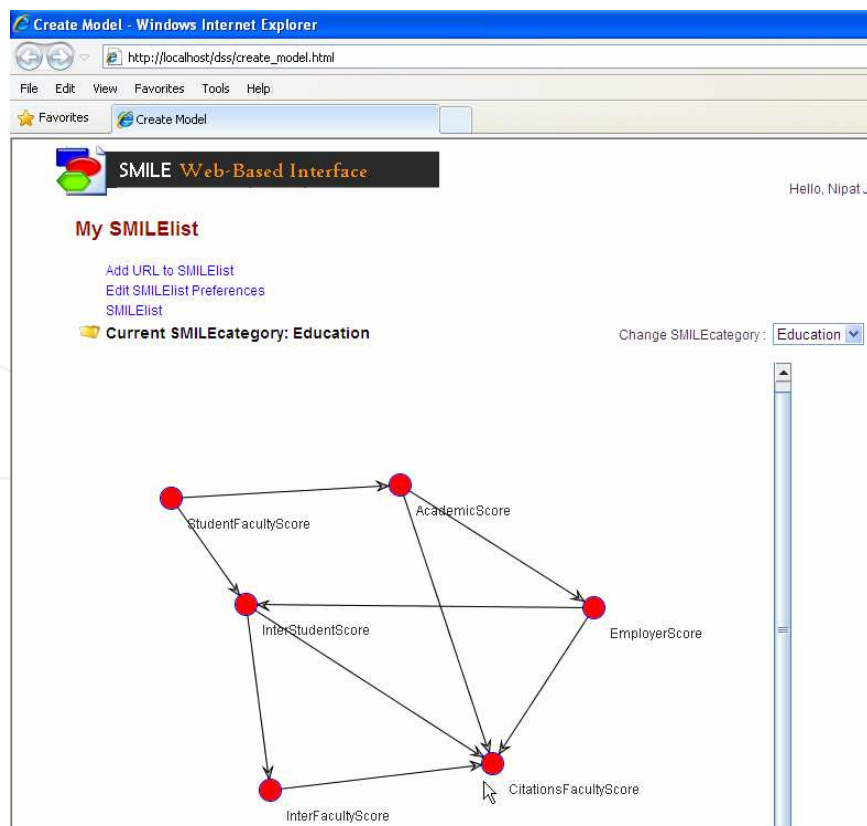 Create Model - Windows Internet Explorer
http://localhost/dss/create_model.html
File Edit View Favorites Tools Help
Favorites Create Model
SMILE Web-Based Interface
Hello, Nipat J
My SMILElist
Add URL to SMILElist
Edit SMILElist Preferences
SMILElist
Current SMILEcategory: Education Change SMILEcategory : Education
StudentFacultyScore
AcademicScore
InterStudentScore
EmployerScore
CitationsFacultyScore
InterFacultyScore